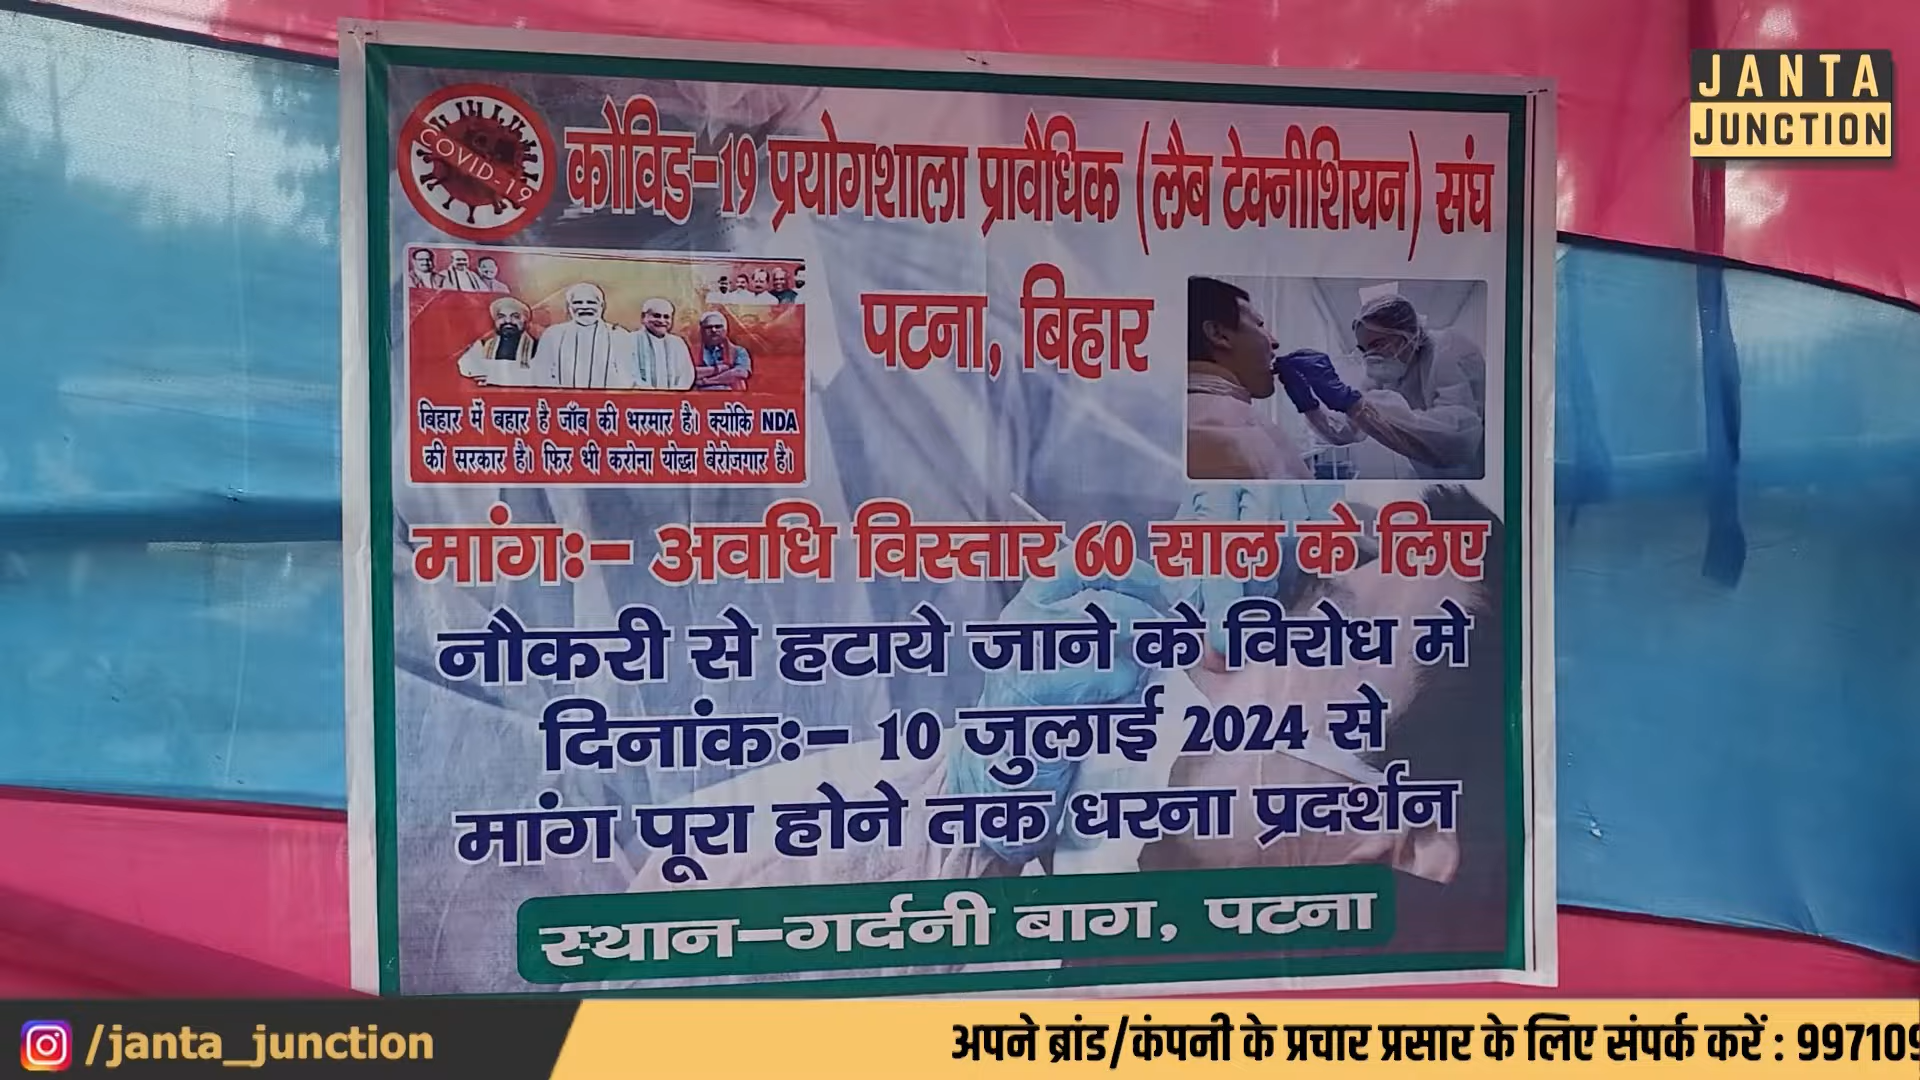 JANTA
JUNCTION
COVID-19
कोविड-19 प्रयोगशाला प्रावैधिक (लैब टेक्नीशियन) संघ
पटना, बिहार
बिहार में बहार है जॉब की भरमार है। क्योकि NDA
की सरकार है। फिर भी करोना योद्धा बेरोजगार है।
मांगः- अवधि विस्तार 60 साल के लिए
नौकरी से हटाये जाने के विरोध मे
दिनांकः- 10 जुलाई 2024 से
मांग पूरा होने तक धरना प्रदर्शन
स्थान-गर्दनी बाग, पटना
/janta_junction
अपने ब्रांड/कंपनी के प्रचार प्रसार के लिए संपर्क करें : 997109